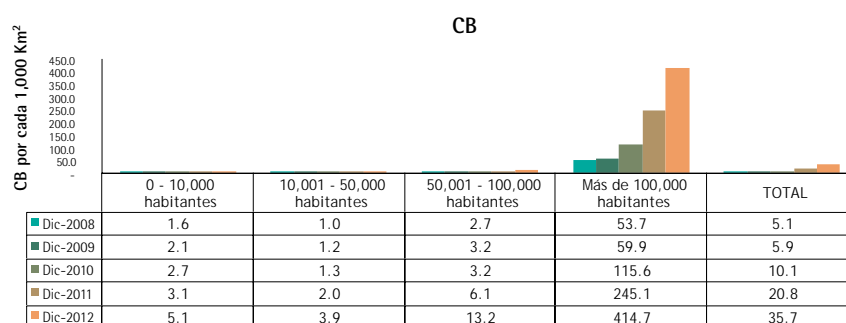 CB
CB por cada 1,000 Km²
450.0
400.0
350.0
300.0
250.0
200.0
150.0
100.0
50.0
-
0 - 10,000 habitantes 10,001 - 50,000 habitantes 50,001 - 100,000 habitantes Más de 100,000 habitantes TOTAL
Dic-2008 1.6 1.0 2.7 53.7 5.1
Dic-2009 2.1 1.2 3.2 59.9 5.9
Dic-2010 2.7 1.3 3.2 115.6 10.1
Dic-2011 3.1 2.0 6.1 245.1 20.8
Dic-2012 5.1 3.9 13.2 414.7 35.7